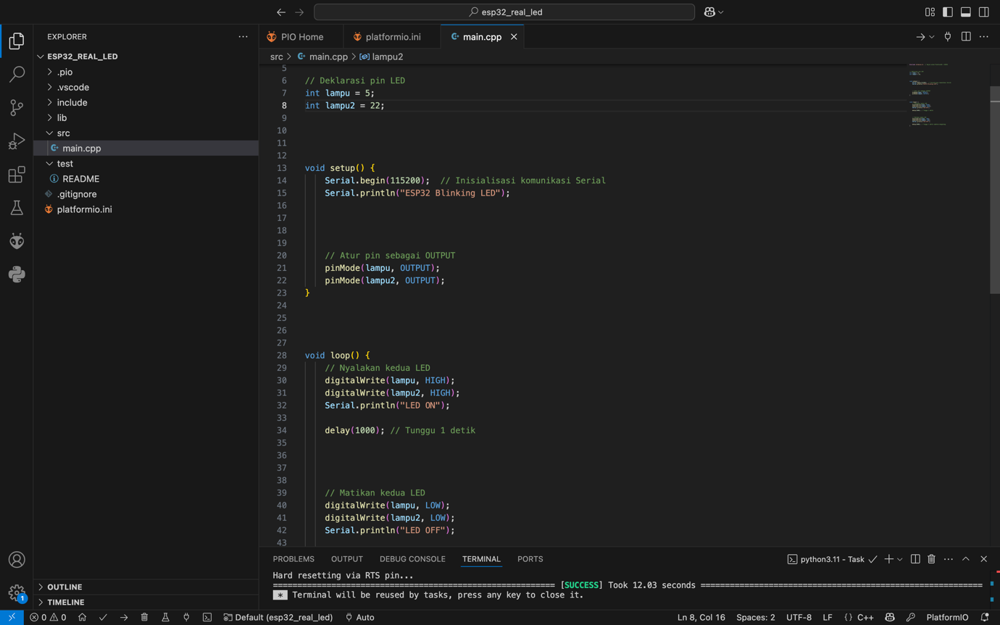 esp32_real_led
EXPLORER
PIO Home
platformio.ini
main.cpp
src > main.cpp > lampu2
ESP32_REAL_LED
.pio
.vscode
include
lib
src
main.cpp
test
README
.gitignore
platformio.ini
5
6 // Deklarasi pin LED
7 int lampu = 5;
8 int lampu2 = 22;
9
10
11
12
13 void setup() {
14 Serial.begin(115200);  // Inisialisasi komunikasi Serial
15 Serial.println("ESP32 Blinking LED");
16
17
18
19
20 // Atur pin sebagai OUTPUT
21 pinMode(lampu, OUTPUT);
22 pinMode(lampu2, OUTPUT);
23 }
24
25
26
27
28 void loop() {
29 // Nyalakan kedua LED
30 digitalWrite(lampu, HIGH);
31 digitalWrite(lampu2, HIGH);
32 Serial.println("LED ON");
33
34 delay(1000); // Tunggu 1 detik
35
36
37
38
39 // Matikan kedua LED
40 digitalWrite(lampu, LOW);
41 digitalWrite(lampu2, LOW);
42 Serial.println("LED OFF");
43
PROBLEMS OUTPUT DEBUG CONSOLE TERMINAL PORTS
python3.11 - Task
Hard resetting via RTS pin...
[SUCCESS] Took 12.03 seconds
* Terminal will be reused by tasks, press any key to close it.
OUTLINE
TIMELINE
1
0 0 Default (esp32_real_led) Auto Ln 8, Col 16 Spaces: 2 UTF-8 LF {} C++ PlatformIO